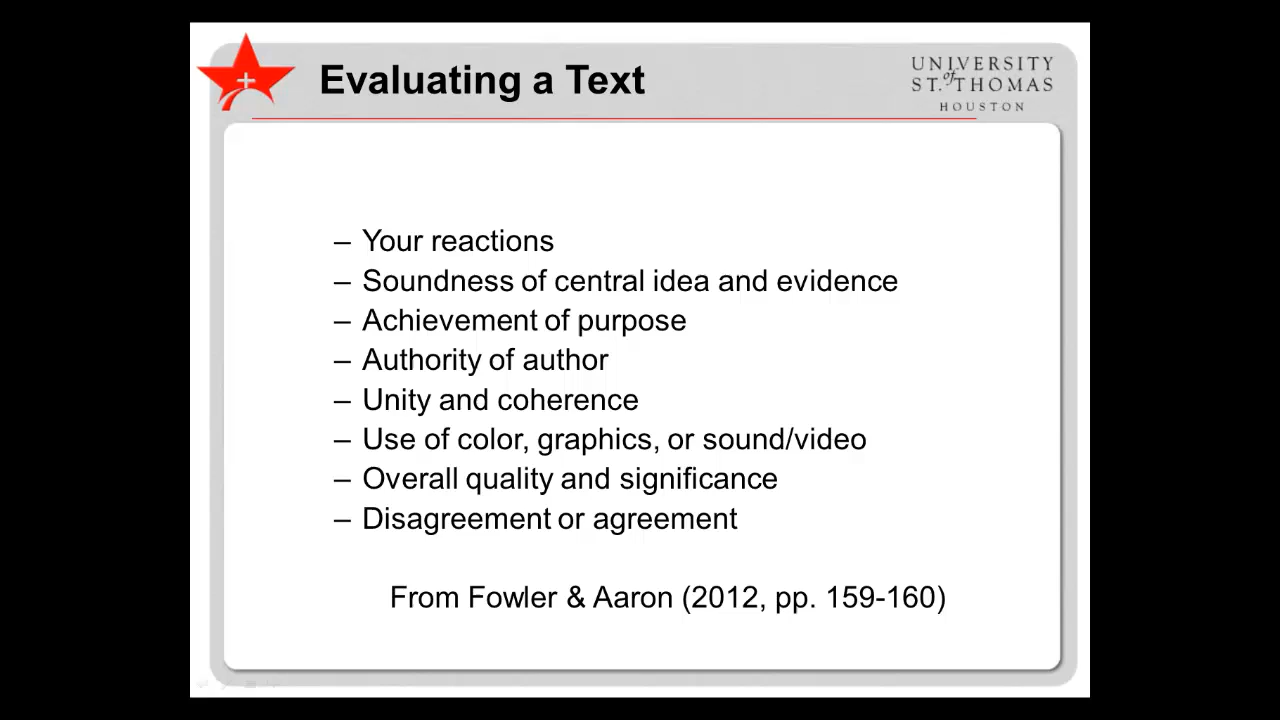 Evaluating a Text
UNIVERSITY
of
ST. THOMAS
HOUSTON
– Your reactions
– Soundness of central idea and evidence
– Achievement of purpose
– Authority of author
– Unity and coherence
– Use of color, graphics, or sound/video
– Overall quality and significance
– Disagreement or agreement
From Fowler & Aaron (2012, pp. 159-160)